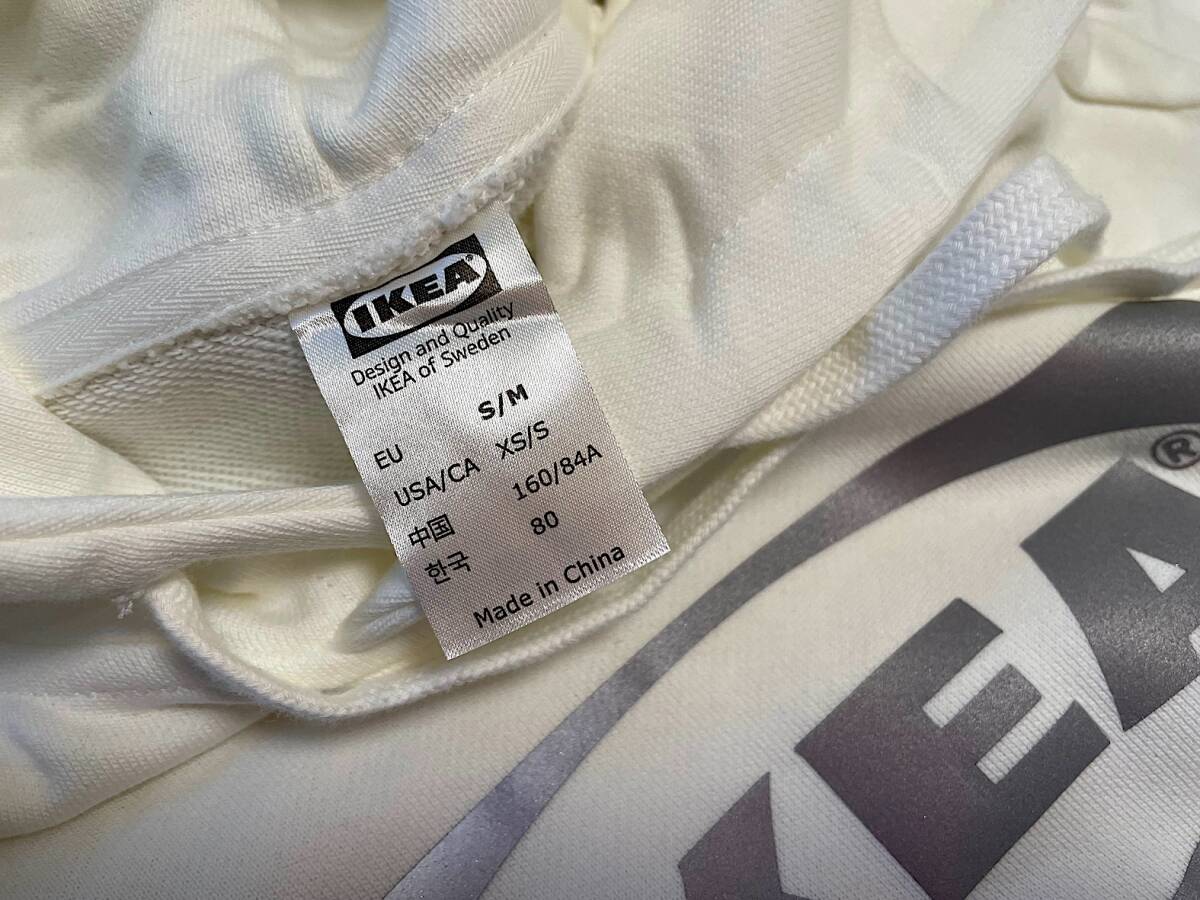 IKEA®
Design and Quality
IKEA of Sweden
EU S/M
USA/CA XS/S
中国 160/84A
한국 80
Made in China
KEA®